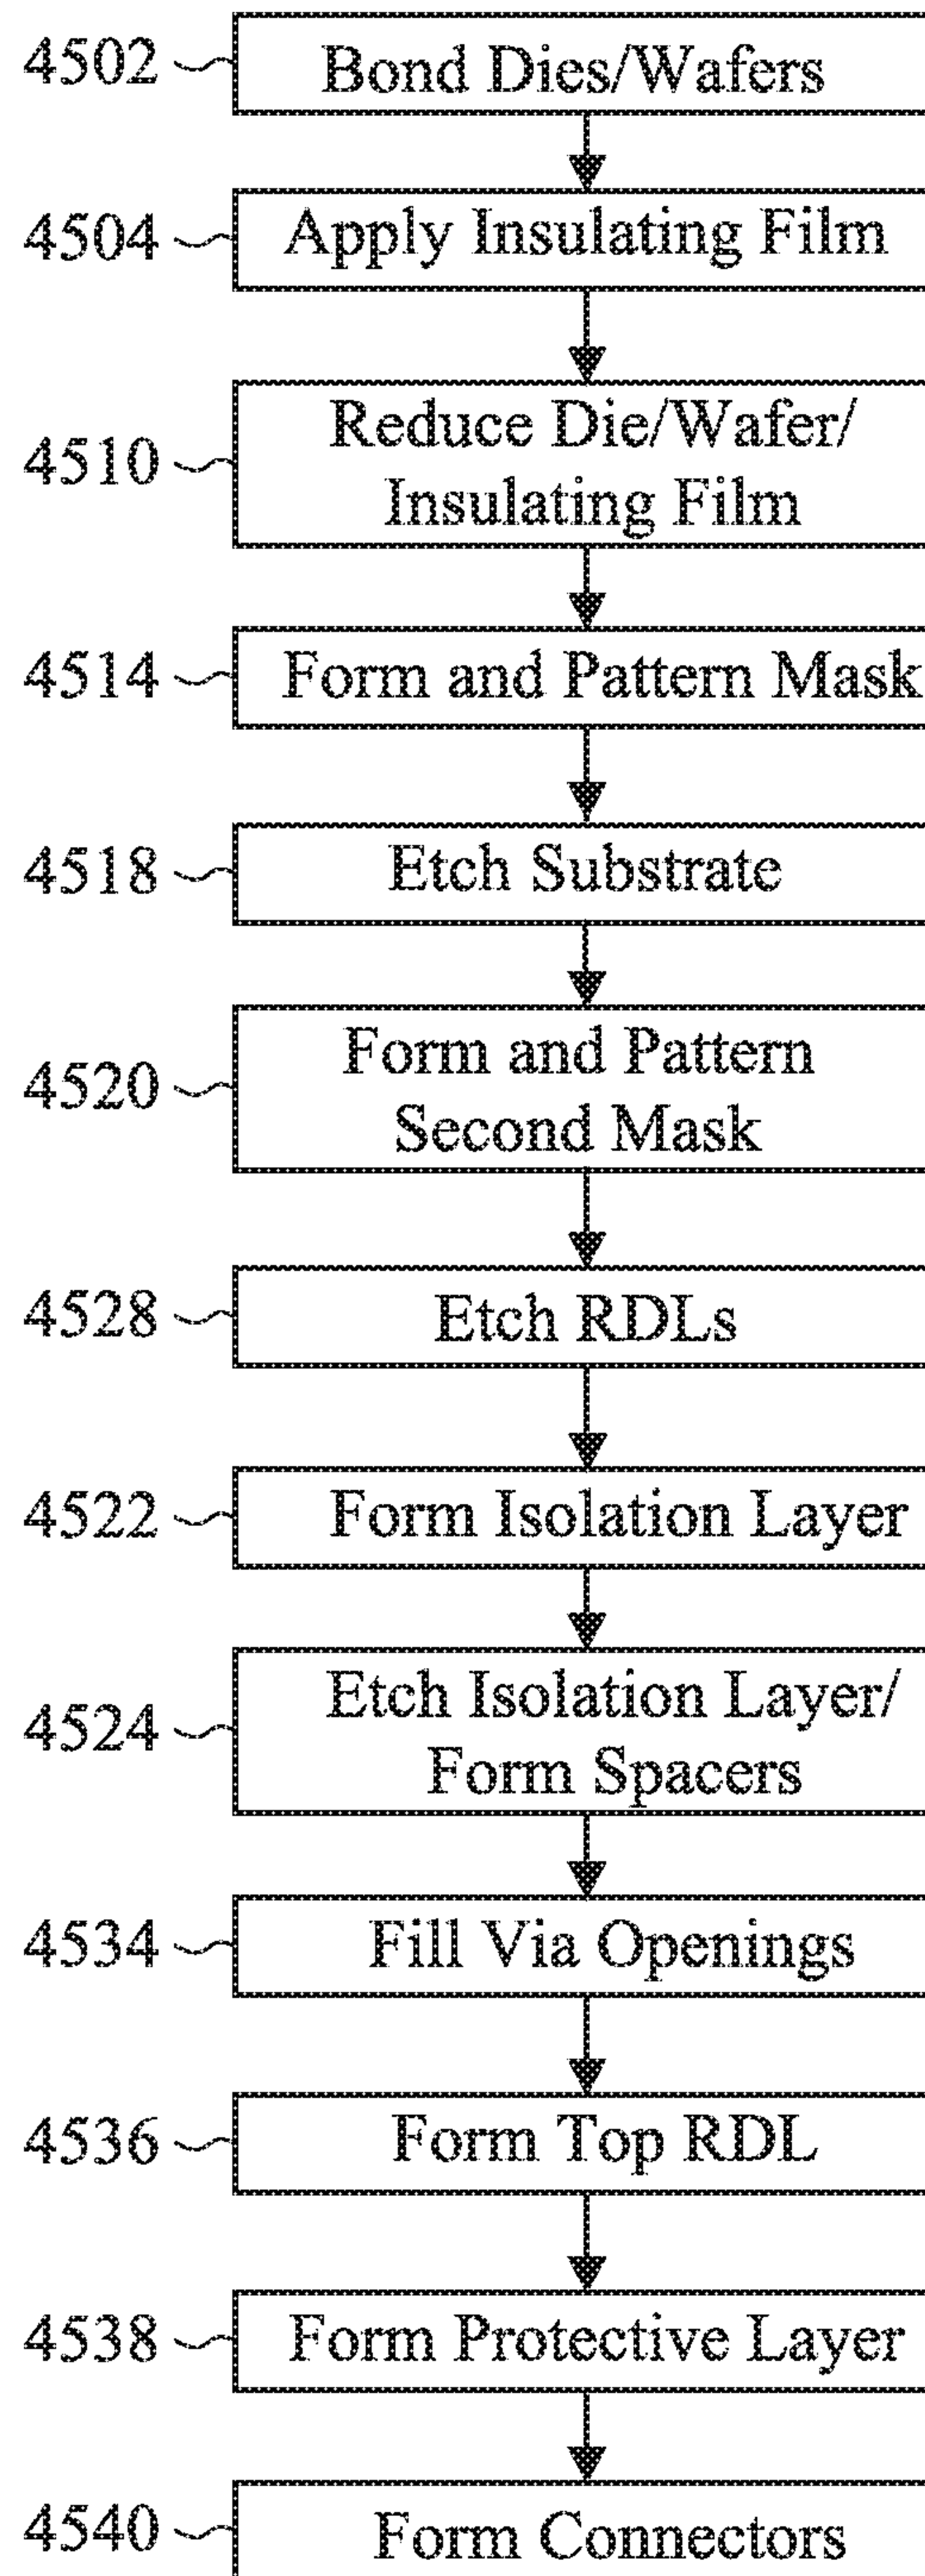 4502 Bond Dies/Wafers
4504 Apply Insulating Film
4510 Reduce Die/Wafer/
Insulating Film
4514 Form and Pattern Mask
4518 Etch Substrate
4520 Form and Pattern
Second Mask
4528 Etch RDLs
4522 Form Isolation Layer
4524 Etch Isolation Layer/
Form Spacers
4534 Fill Via Openings
4536 Form Top RDL
4538 Form Protective Layer
4540 Form Connectors